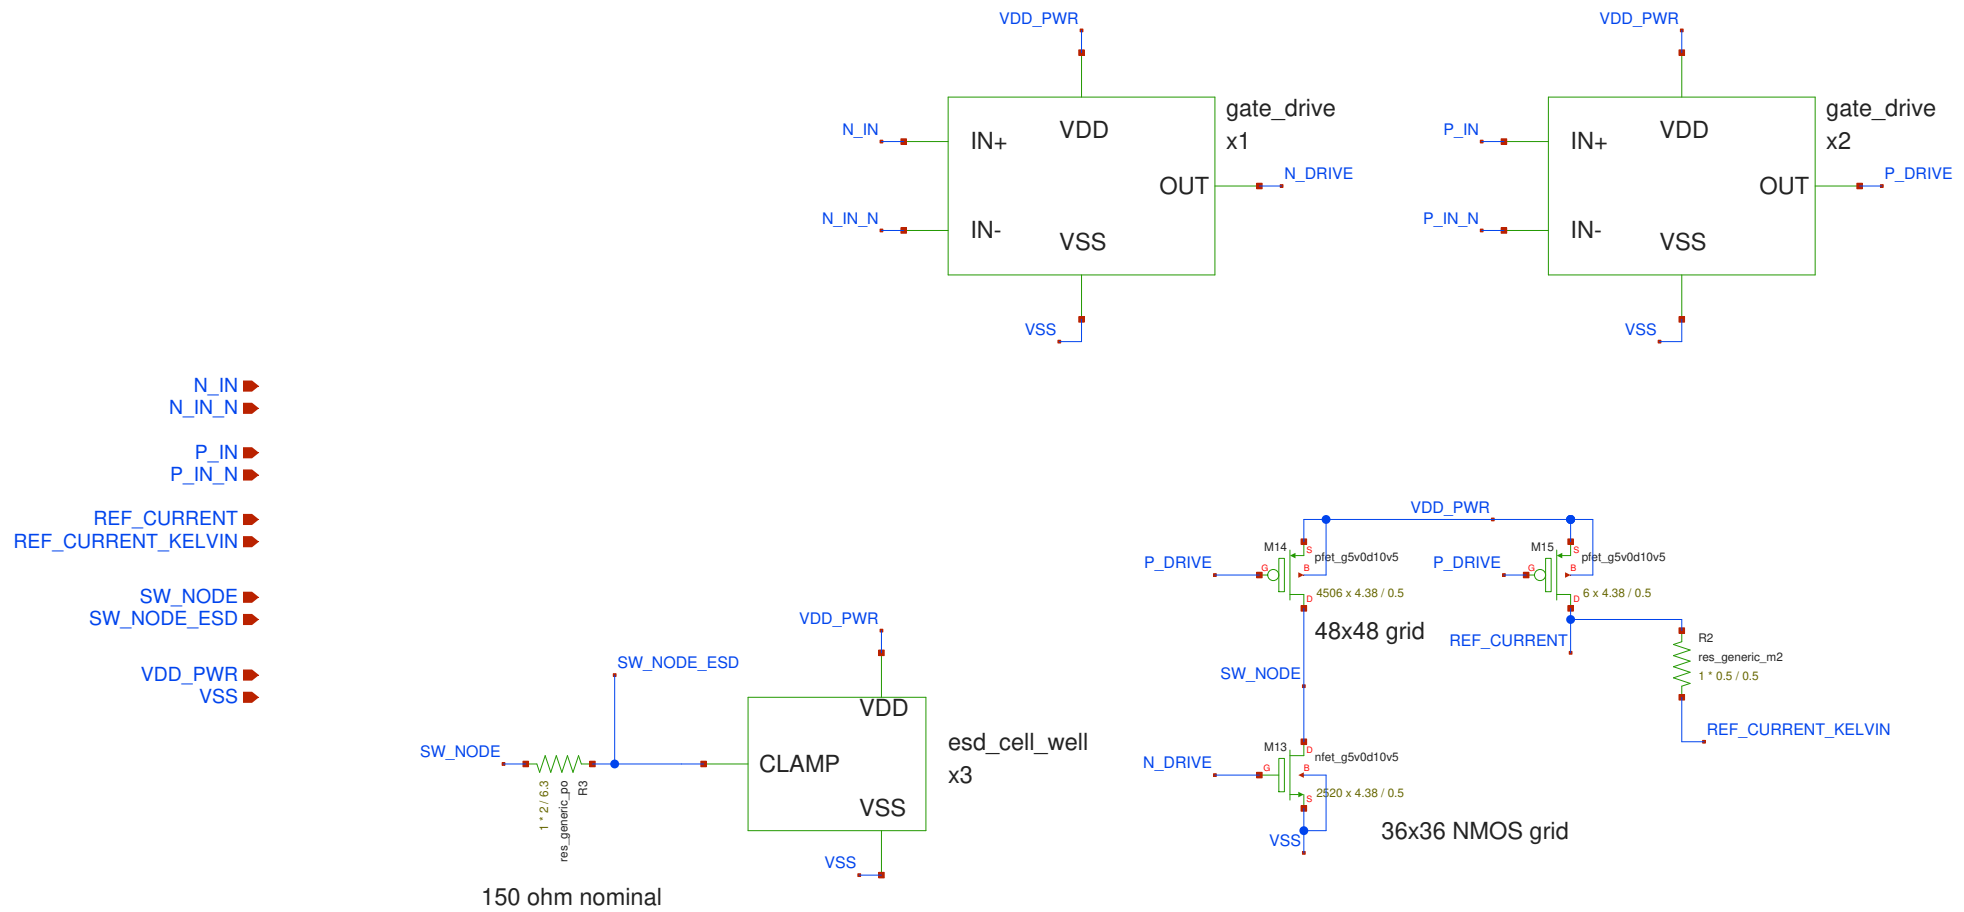 VDD_PWR
gate_drive
x1
N_IN
IN+
VDD
OUT
N_DRIVE
N_IN_N
IN-
VSS
VSS
VDD_PWR
gate_drive
x2
P_IN
IN+
VDD
OUT
P_DRIVE
P_IN_N
IN-
VSS
VSS
N_IN
N_IN_N
P_IN
P_IN_N
REF_CURRENT
REF_CURRENT_KELVIN
SW_NODE
SW_NODE_ESD
VDD_PWR
VSS
SW_NODE
SW_NODE_ESD
1 * 2 / 6.3
res_generic_po
R3
150 ohm nominal
VDD_PWR
VDD
CLAMP
VSS
esd_cell_well
x3
VSS
VDD_PWR
M14
S
pfet_g5v0d10v5
P_DRIVE
G
B
D
4506 x 4.38 / 0.5
48x48 grid
SW_NODE
M15
S
pfet_g5v0d10v5
P_DRIVE
G
B
D
6 x 4.38 / 0.5
REF_CURRENT
R2
res_generic_m2
1 * 0.5 / 0.5
REF_CURRENT_KELVIN
M13
D
nfet_g5v0d10v5
N_DRIVE
G
B
S
2520 x 4.38 / 0.5
36x36 NMOS grid
VSS